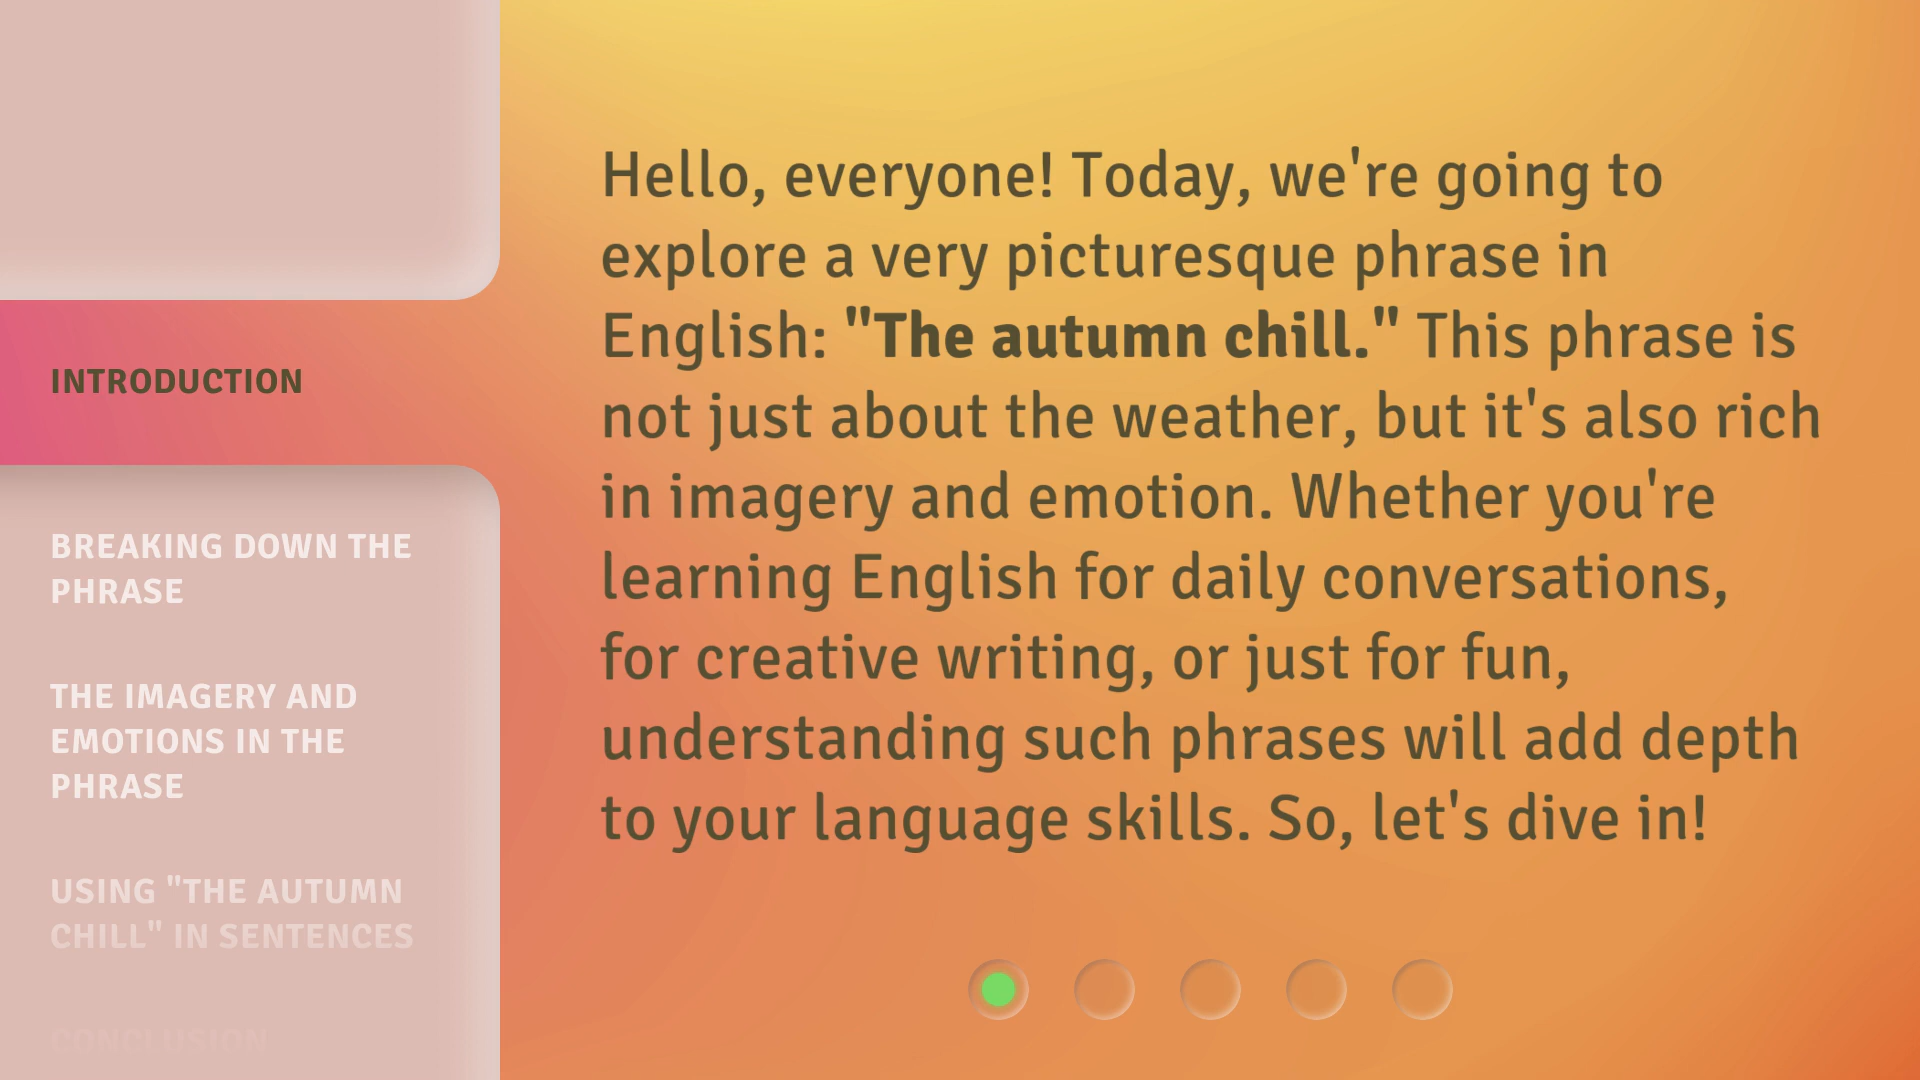 INTRODUCTION
BREAKING DOWN THE
PHRASE
THE IMAGERY AND
EMOTIONS IN THE
PHRASE
USING "THE AUTUMN
CHILL" IN SENTENCES
CONCLUSION
Hello, everyone! Today, we're going to
explore a very picturesque phrase in
English: "The autumn chill." This phrase is
not just about the weather, but it's also rich
in imagery and emotion. Whether you're
learning English for daily conversations,
for creative writing, or just for fun,
understanding such phrases will add depth
to your language skills. So, let's dive in!